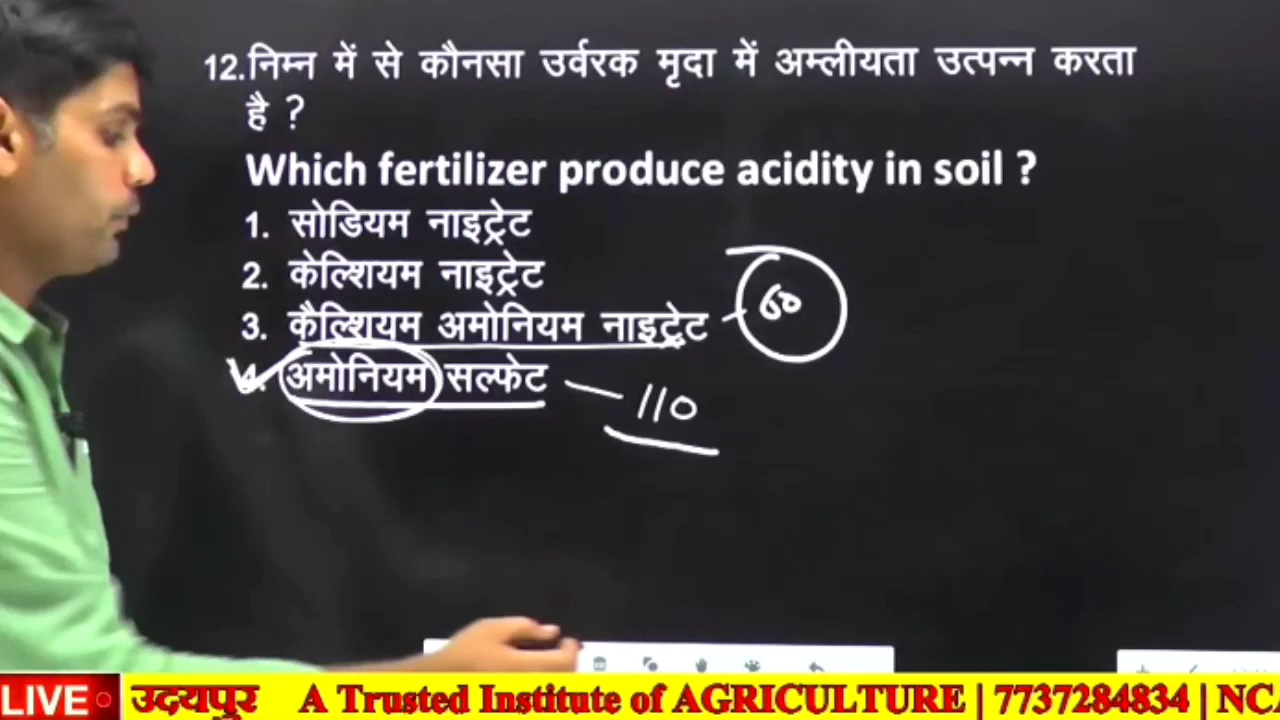 12.निम्न में से कौनसा उर्वरक मृदा में अम्लीयता उत्पन्न करता
है ?
Which fertilizer produce acidity in soil ?
1. सोडियम नाइट्रेट
2. केल्शियम नाइट्रेट
3. कैल्शियम अमोनियम नाइट्रेट - 60
4. अमोनियम सल्फेट — 110
LIVE उदयपुर A Trusted Institute of AGRICULTURE | 7737284834 | NC